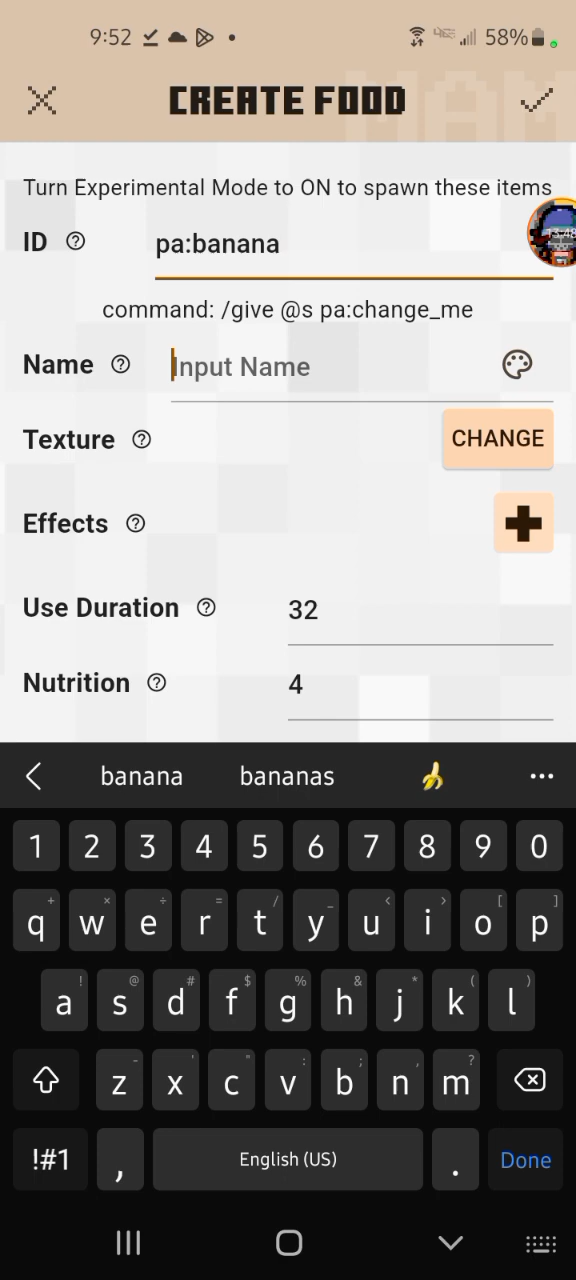 9:52 58%
CREATE FOOD
Turn Experimental Mode to ON to spawn these items
ID pa:banana
command: /give @s pa:change_me
Name Input Name
Texture CHANGE
Effects
Use Duration 32
Nutrition 4
banana bananas
1 2 3 4 5 6 7 8 9 0
q w e r t y u i o p
a s d f g h j k l
z x c v b n m
!#1 , English (US) . Done